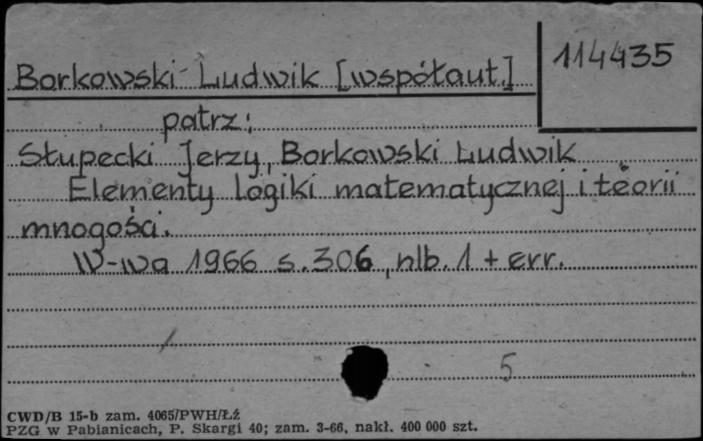 114435
Borkowski Ludwik [współaut.]
patrz:
Słupecki Jerzy, Borkowski Ludwik
Elementy logiki matematycznej i teorii
mnogości.
W-wa 1966 s. 306, nlb. 1 + err.
5
CWD/B 15-b zam. 4065/PWH/Łź
PZG w Pabianicach, P. Skargi 40; zam. 3-66, nakł. 400 000 szt.